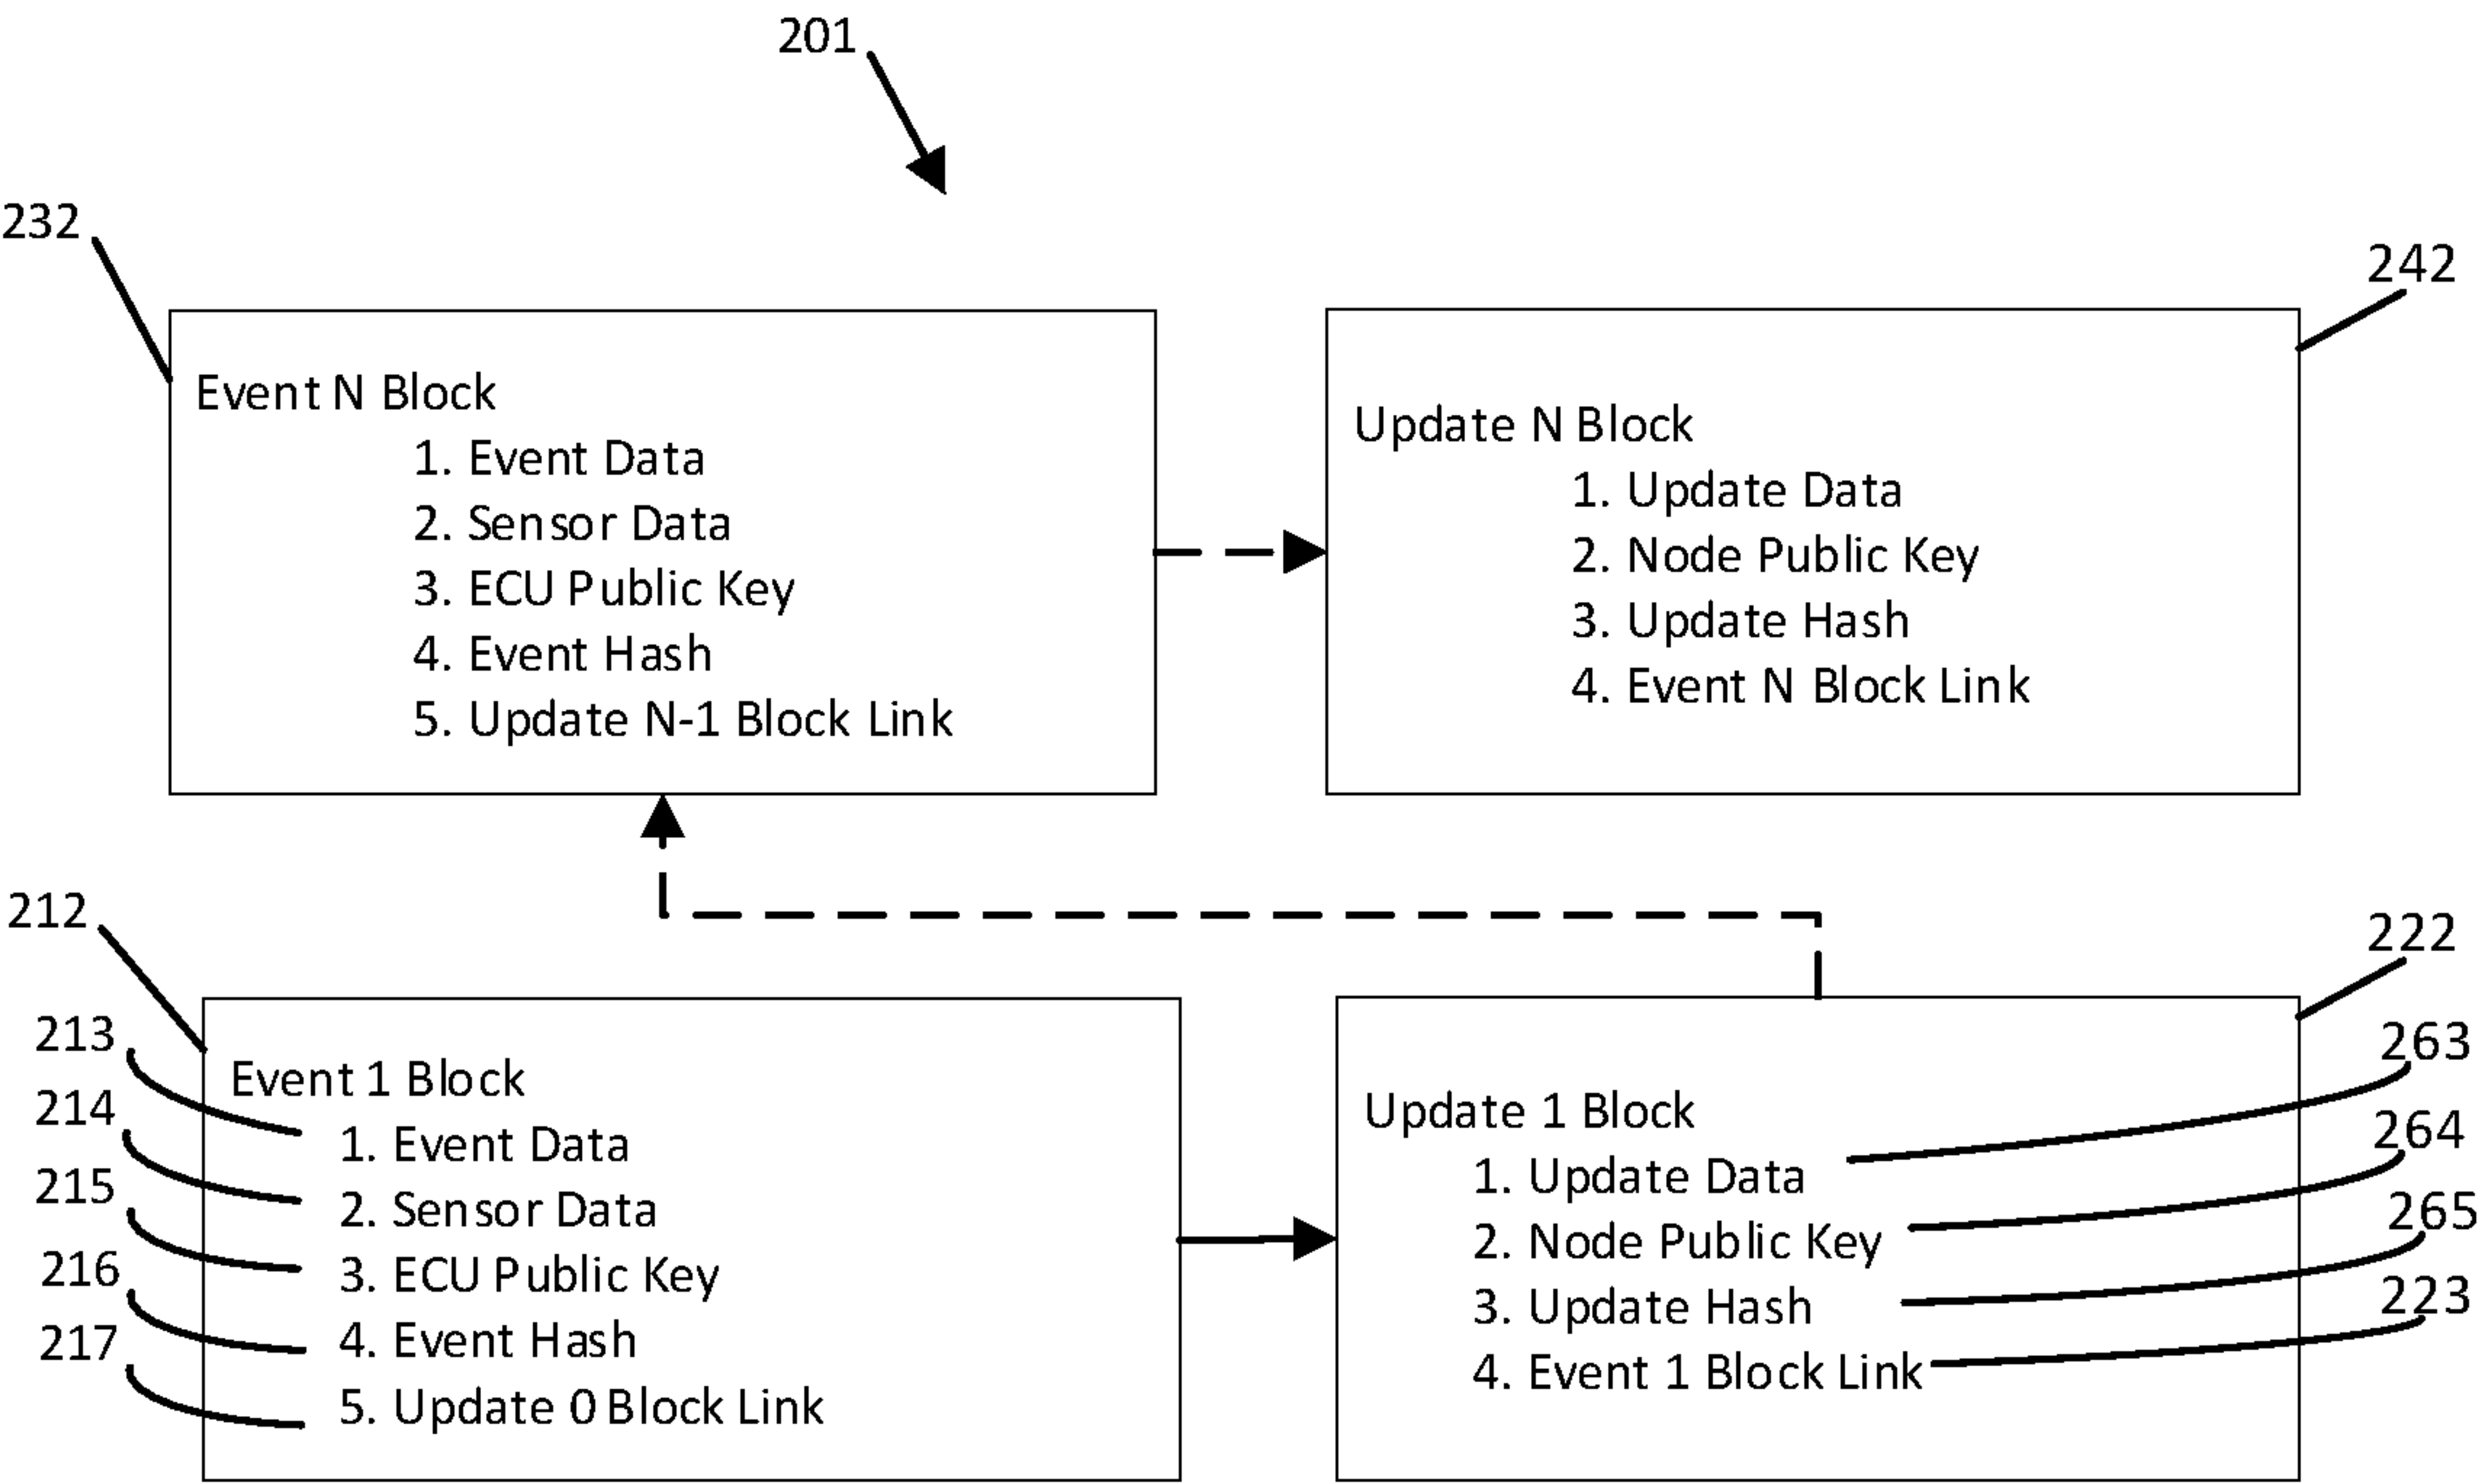 201
232
242
Event N Block
1. Event Data
2. Sensor Data
3. ECU Public Key
4. Event Hash
5. Update N-1 Block Link
Update N Block
1. Update Data
2. Node Public Key
3. Update Hash
4. Event N Block Link
212
213
214
215
216
217
Event 1 Block
1. Event Data
2. Sensor Data
3. ECU Public Key
4. Event Hash
5. Update 0 Block Link
222
263
264
265
223
Update 1 Block
1. Update Data
2. Node Public Key
3. Update Hash
4. Event 1 Block Link